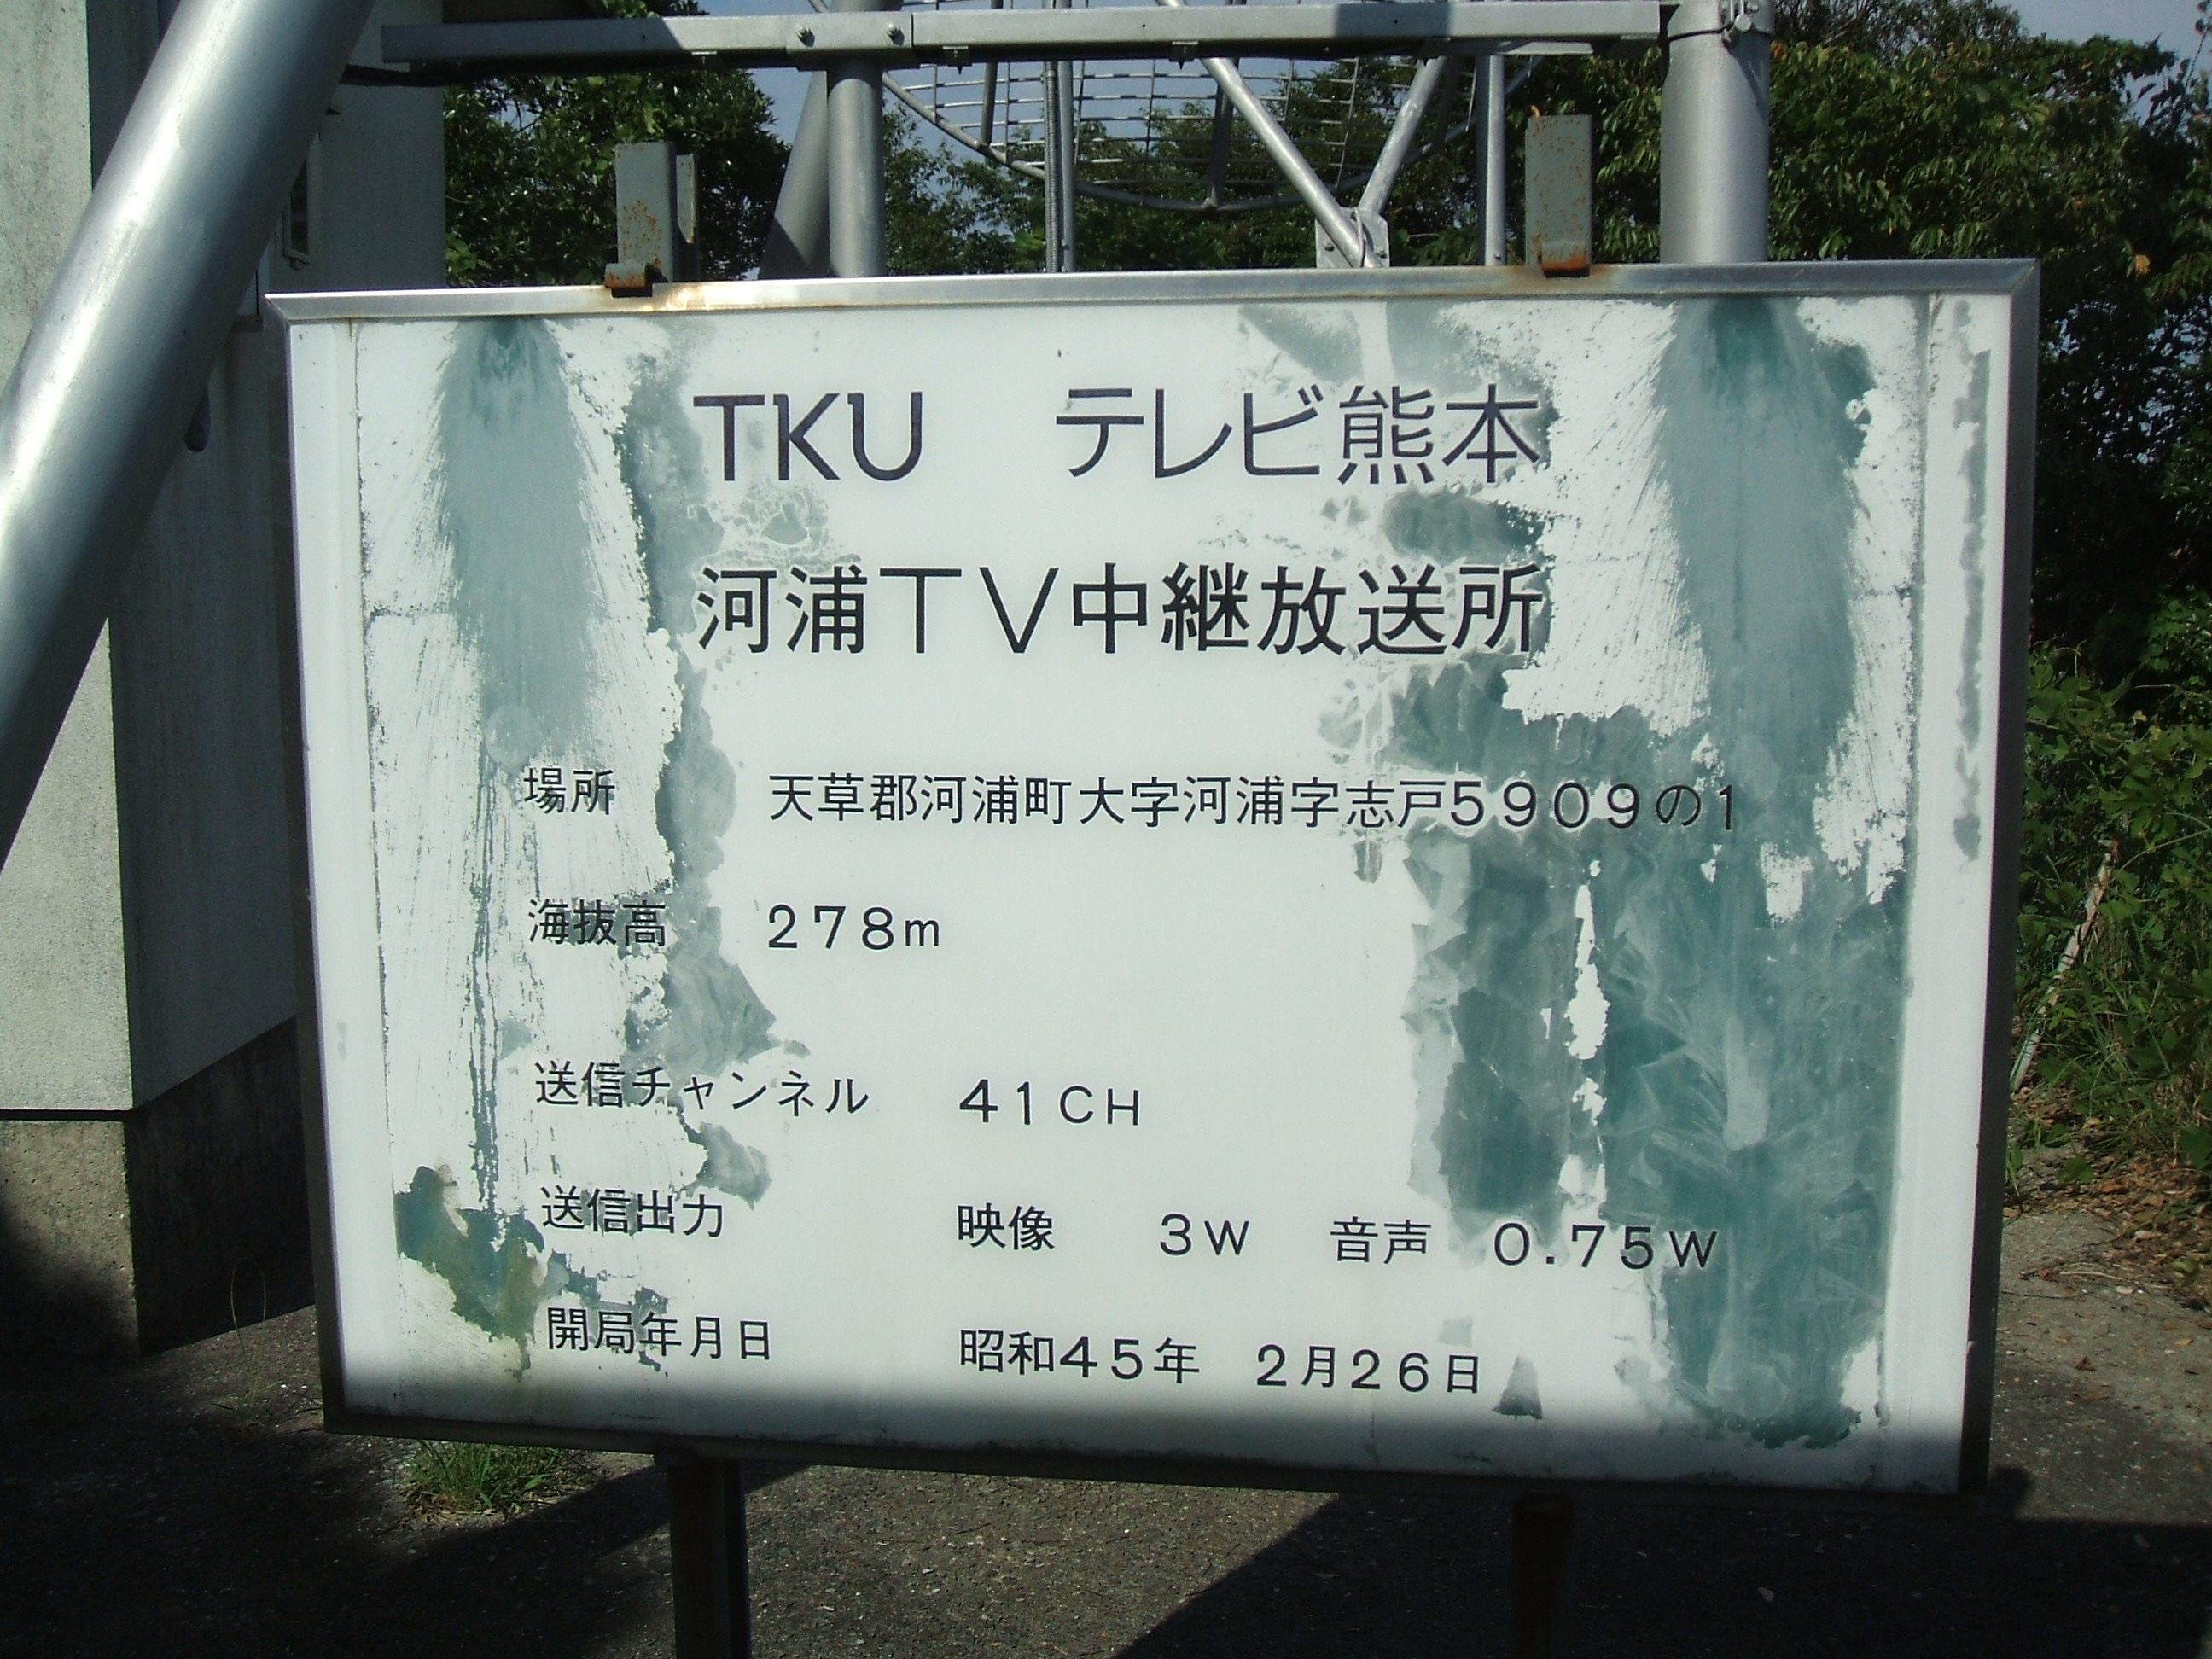 TKU　テレビ熊本
河浦TV中継放送所
場所　天草郡河浦町大字河浦字志戸5909の1
海抜高　278m
送信チャンネル　41CH
送信出力　映像　3W　音声　0.75W
開局年月日　昭和45年　2月26日